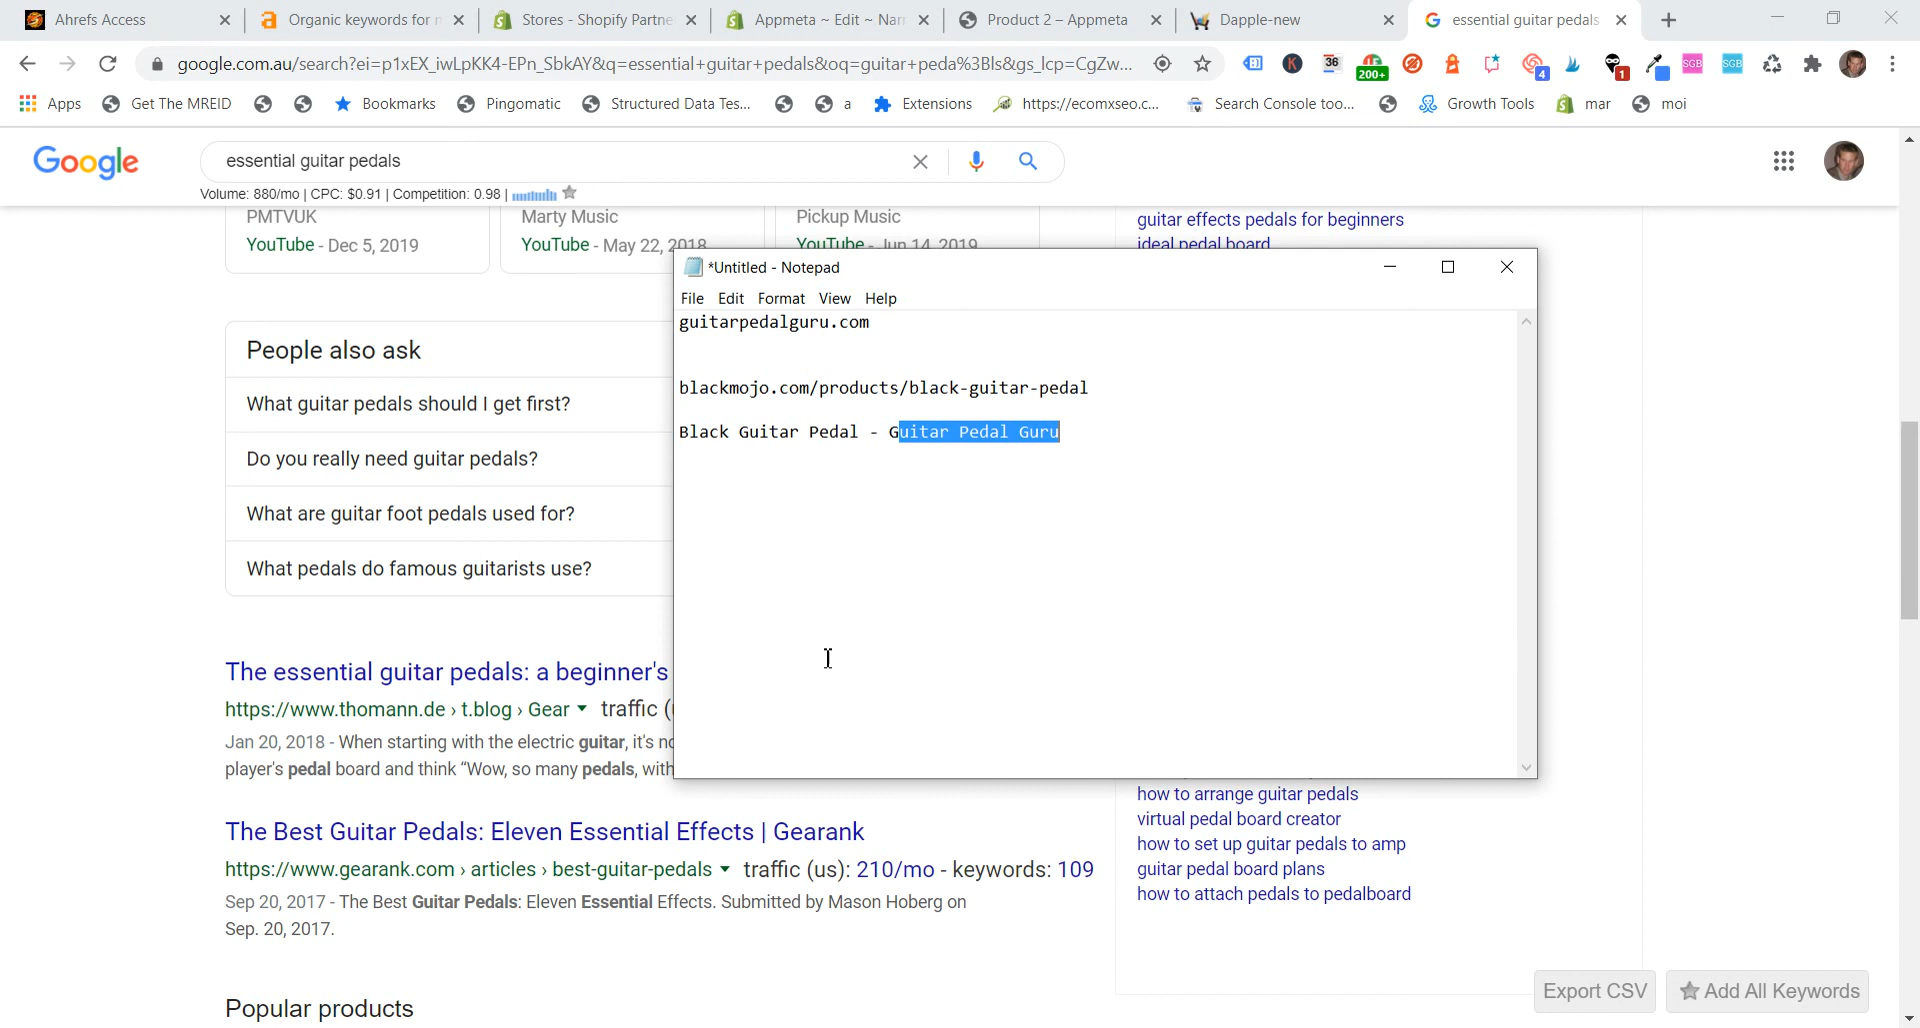 Ahrefs Access
Organic keywords for
Stores - Shopify Partne
Appmeta ~ Edit ~ Nar
Product 2 – Appmeta
Dapple-new
essential guitar pedals
google.com.au/search?ei=p1xEX_iwLpKK4-EPn_SbkAY&q=essential+guitar+pedals&oq=guitar+peda%3Bls&gs_lcp=CgZw...
36
200+
4
1
SGB
SGB
Apps
Get The MREID
Bookmarks
Pingomatic
Structured Data Tes...
a
Extensions
https://ecomxseo.c...
Search Console too...
Growth Tools
mar
moi
Google
essential guitar pedals
Volume: 880/mo | CPC: $0.91 | Competition: 0.98 |
PMTVUK
YouTube - Dec 5, 2019
Marty Music
YouTube - May 22, 2018
Pickup Music
YouTube - Jun 14, 2019
guitar effects pedals for beginners
ideal pedal board
*Untitled - Notepad
File Edit Format View Help
guitarpedalguru.com
blackmojo.com/products/black-guitar-pedal
Black Guitar Pedal - Guitar Pedal Guru
People also ask
What guitar pedals should I get first?
Do you really need guitar pedals?
What are guitar foot pedals used for?
What pedals do famous guitarists use?
The essential guitar pedals: a beginner's
https://www.thomann.de › t.blog › Gear traffic (
Jan 20, 2018 - When starting with the electric guitar, it's
player's pedal board and think “Wow, so many pedals, with
The Best Guitar Pedals: Eleven Essential Effects | Gearank
https://www.gearank.com › articles › best-guitar-pedals traffic (us): 210/mo - keywords: 109
Sep 20, 2017 - The Best Guitar Pedals: Eleven Essential Effects. Submitted by Mason Hoberg on
Sep. 20, 2017.
how to arrange guitar pedals
virtual pedal board creator
how to set up guitar pedals to amp
guitar pedal board plans
how to attach pedals to pedalboard
Popular products
Export CSV
Add All Keywords